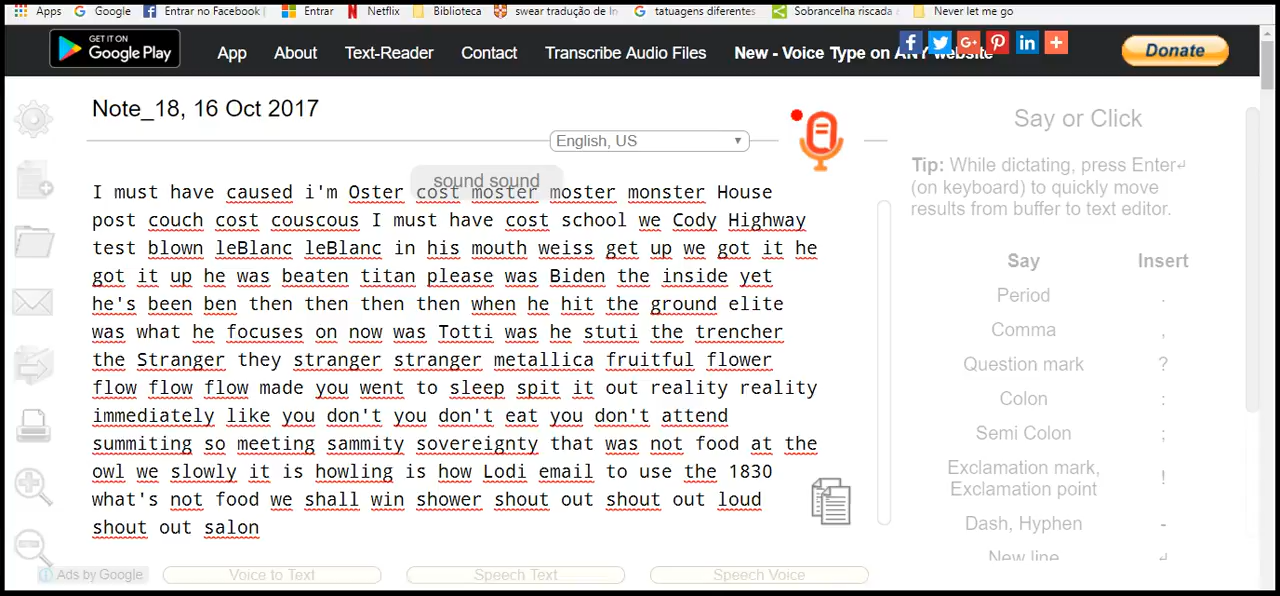 Apps Google Entrar no Facebook Entrar Netflix Biblioteca swear tradução de In tatuagens diferentes Sobrancelha riscada Never let me go
GET IT ON
Google Play
App About Text-Reader Contact Transcribe Audio Files New - Voice Type on ANY website
Donate
Note_18, 16 Oct 2017
English, US
sound sound
I must have caused i'm Oster cost moster moster monster House
post couch cost couscous I must have cost school we Cody Highway
test blown leBlanc leBlanc in his mouth weiss get up we got it he
got it up he was beaten titan please was Biden the inside yet
he's been ben then then then then when he hit the ground elite
was what he focuses on now was Totti was he stuti the trencher
the Stranger they stranger stranger metallica fruitful flower
flow flow flow made you went to sleep spit it out reality reality
immediately like you don't you don't eat you don't attend
summiting so meeting sammity sovereignty that was not food at the
owl we slowly it is howling is how Lodi email to use the 1830
what's not food we shall win shower shout out shout out loud
shout out salon
Say or Click
Tip: While dictating, press Enter↵
(on keyboard) to quickly move
results from buffer to text editor.
Say Insert
Period .
Comma ,
Question mark ?
Colon :
Semi Colon ;
Exclamation mark,
Exclamation point !
Dash, Hyphen -
New line ↵
Ads by Google
Voice to Text
Speech Text
Speech Voice